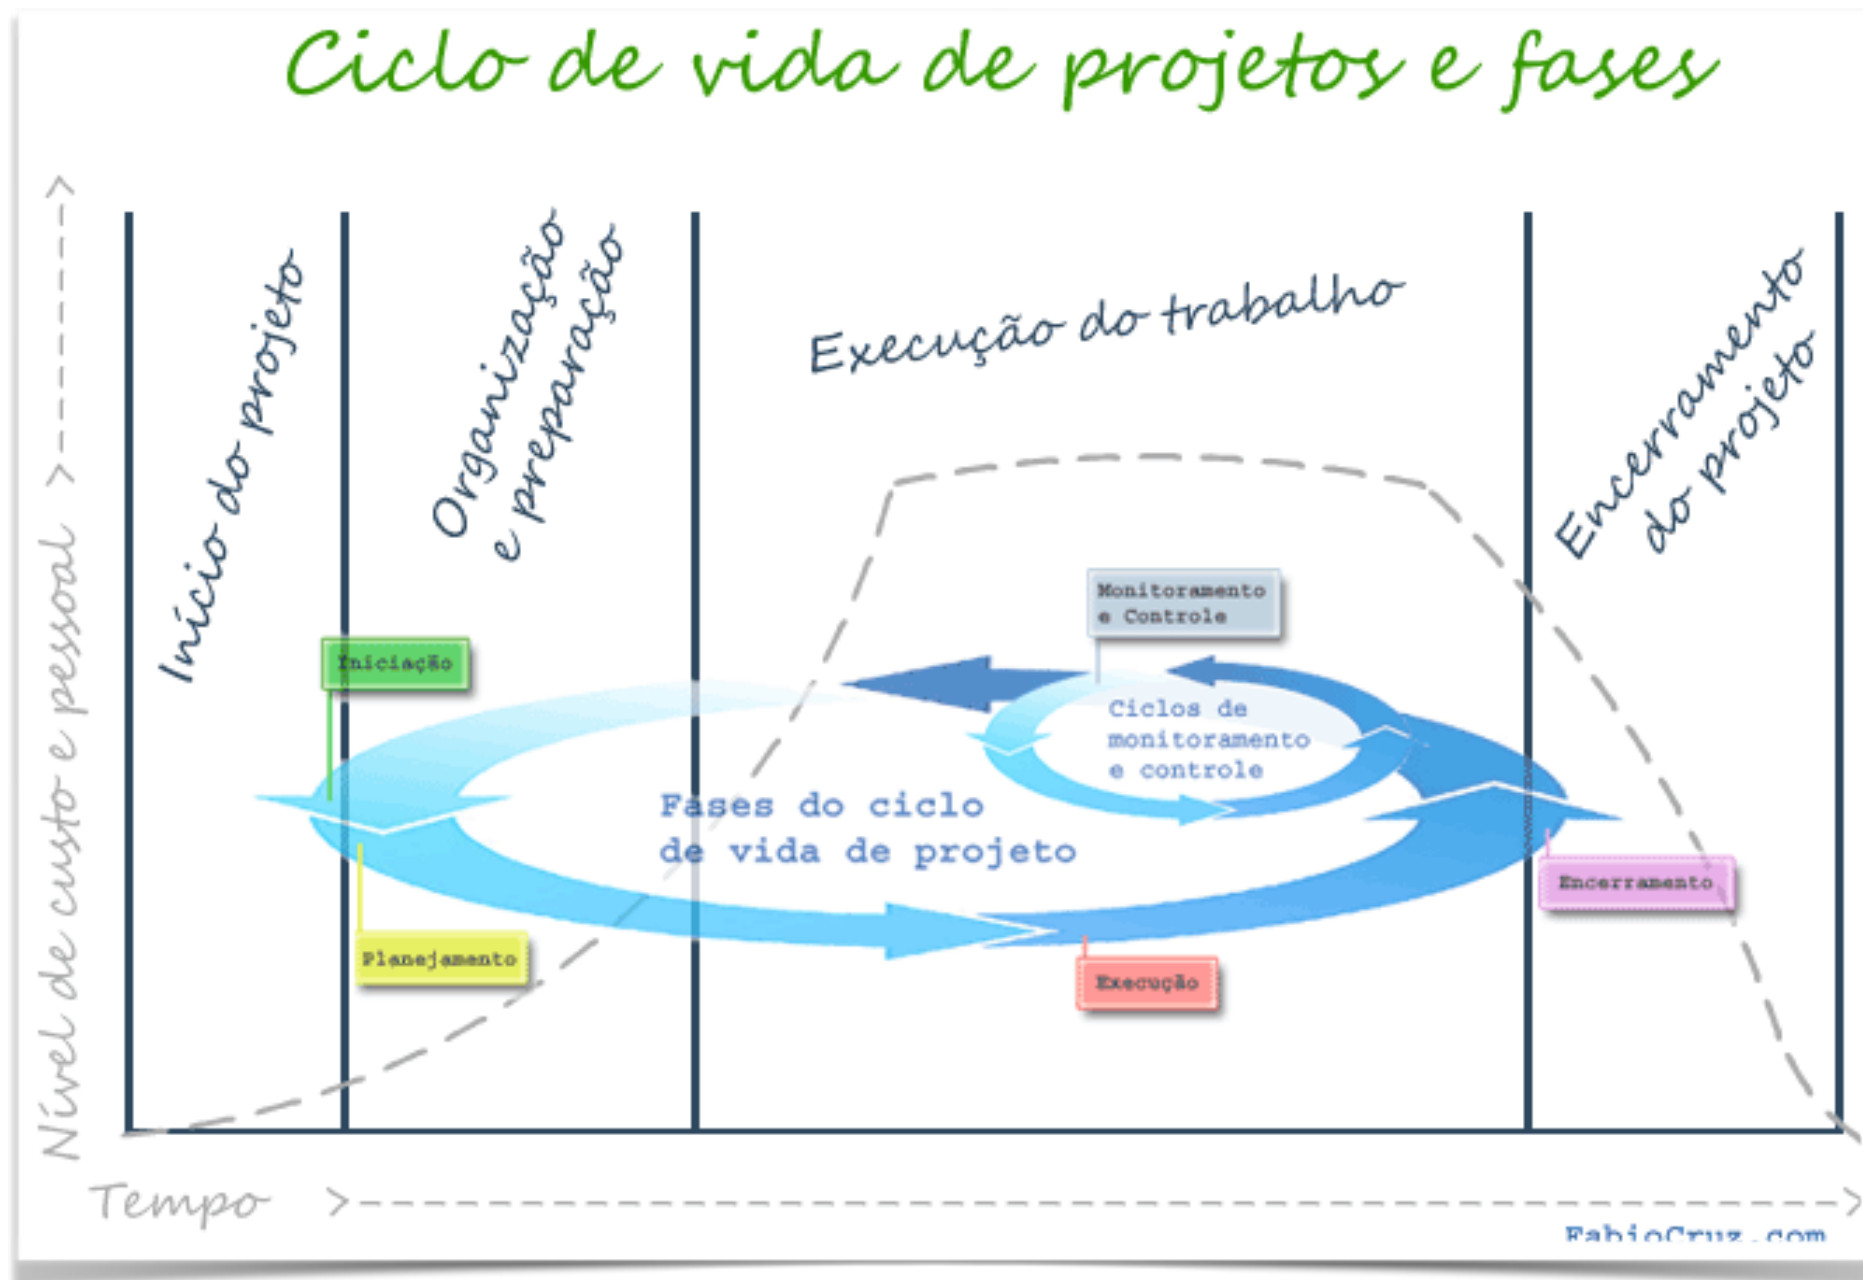 Ciclo de vida de projetos e fases
Nível de custo e pessoal
Início do projeto
Organização
e preparação
Execução do trabalho
Encerramento
do projeto
Monitoramento
e Controle
Iniciação
Ciclos de
monitoramento
e controle
Fases do ciclo
de vida de projeto
Encerramento
Planejamento
Execução
Tempo
FabioCruz.com